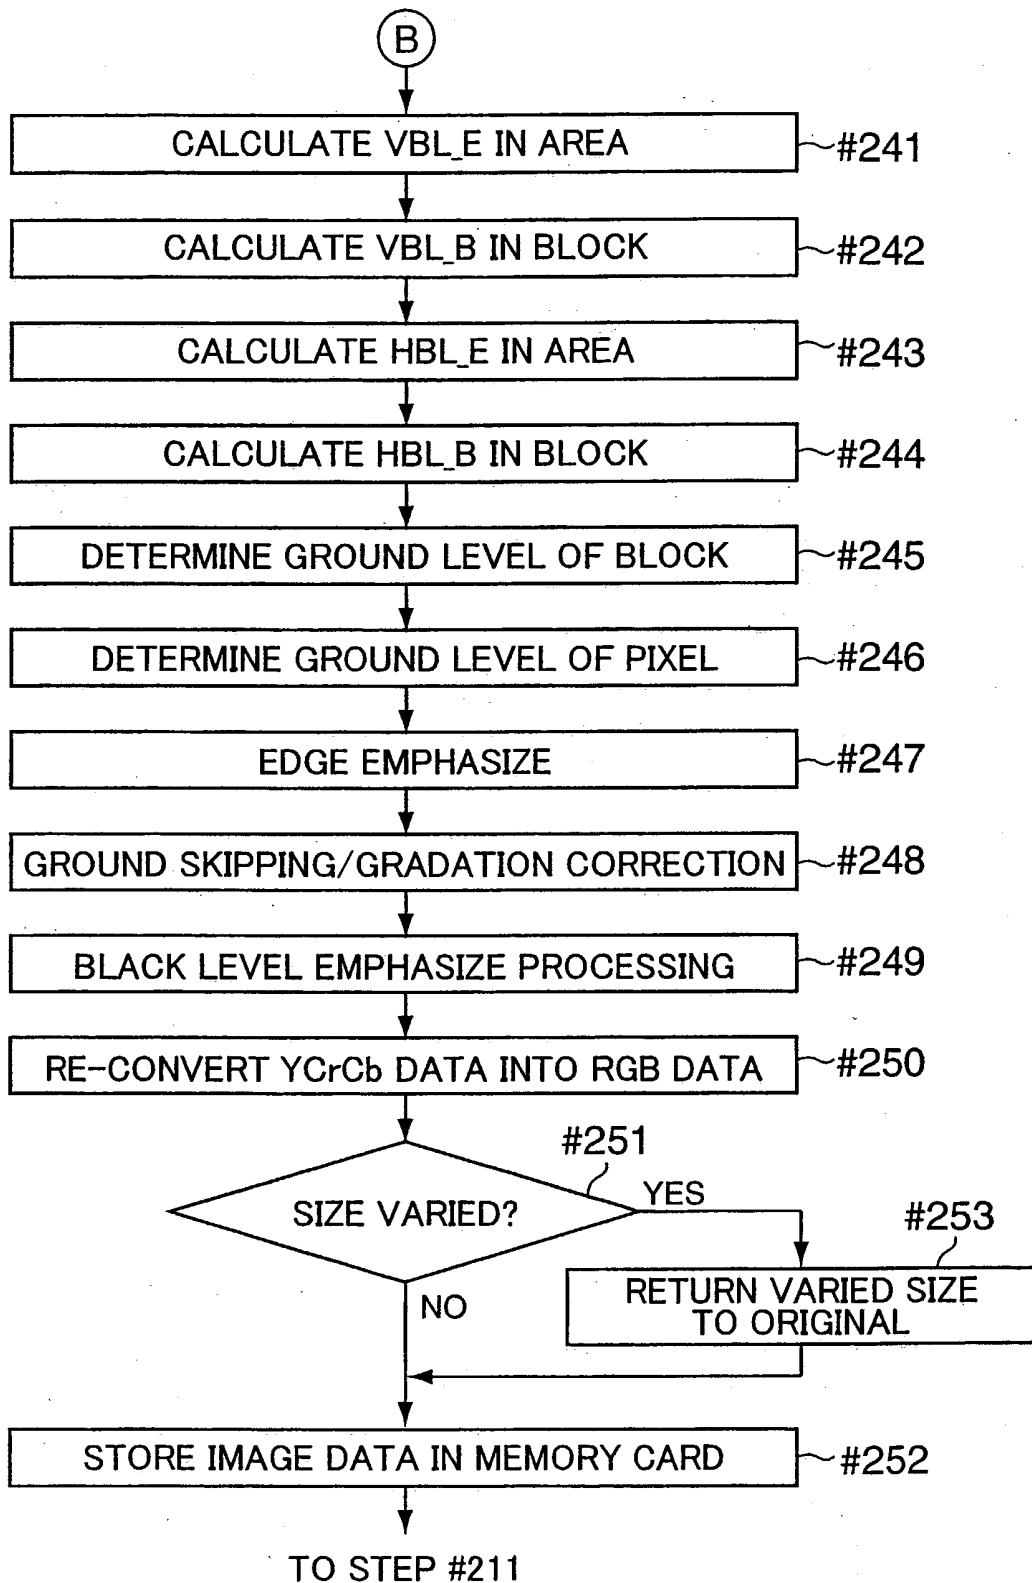 B
CALCULATE VBL_E IN AREA
#241
CALCULATE VBL_B IN BLOCK
#242
CALCULATE HBL_E IN AREA
#243
CALCULATE HBL_B IN BLOCK
#244
DETERMINE GROUND LEVEL OF BLOCK
#245
DETERMINE GROUND LEVEL OF PIXEL
#246
EDGE EMPHASIZE
#247
GROUND SKIPPING/GRADATION CORRECTION
#248
BLACK LEVEL EMPHASIZE PROCESSING
#249
RE-CONVERT YCrCb DATA INTO RGB DATA
#250
#251
SIZE VARIED?
YES
#253
RETURN VARIED SIZE
TO ORIGINAL
NO
STORE IMAGE DATA IN MEMORY CARD
#252
TO STEP #211